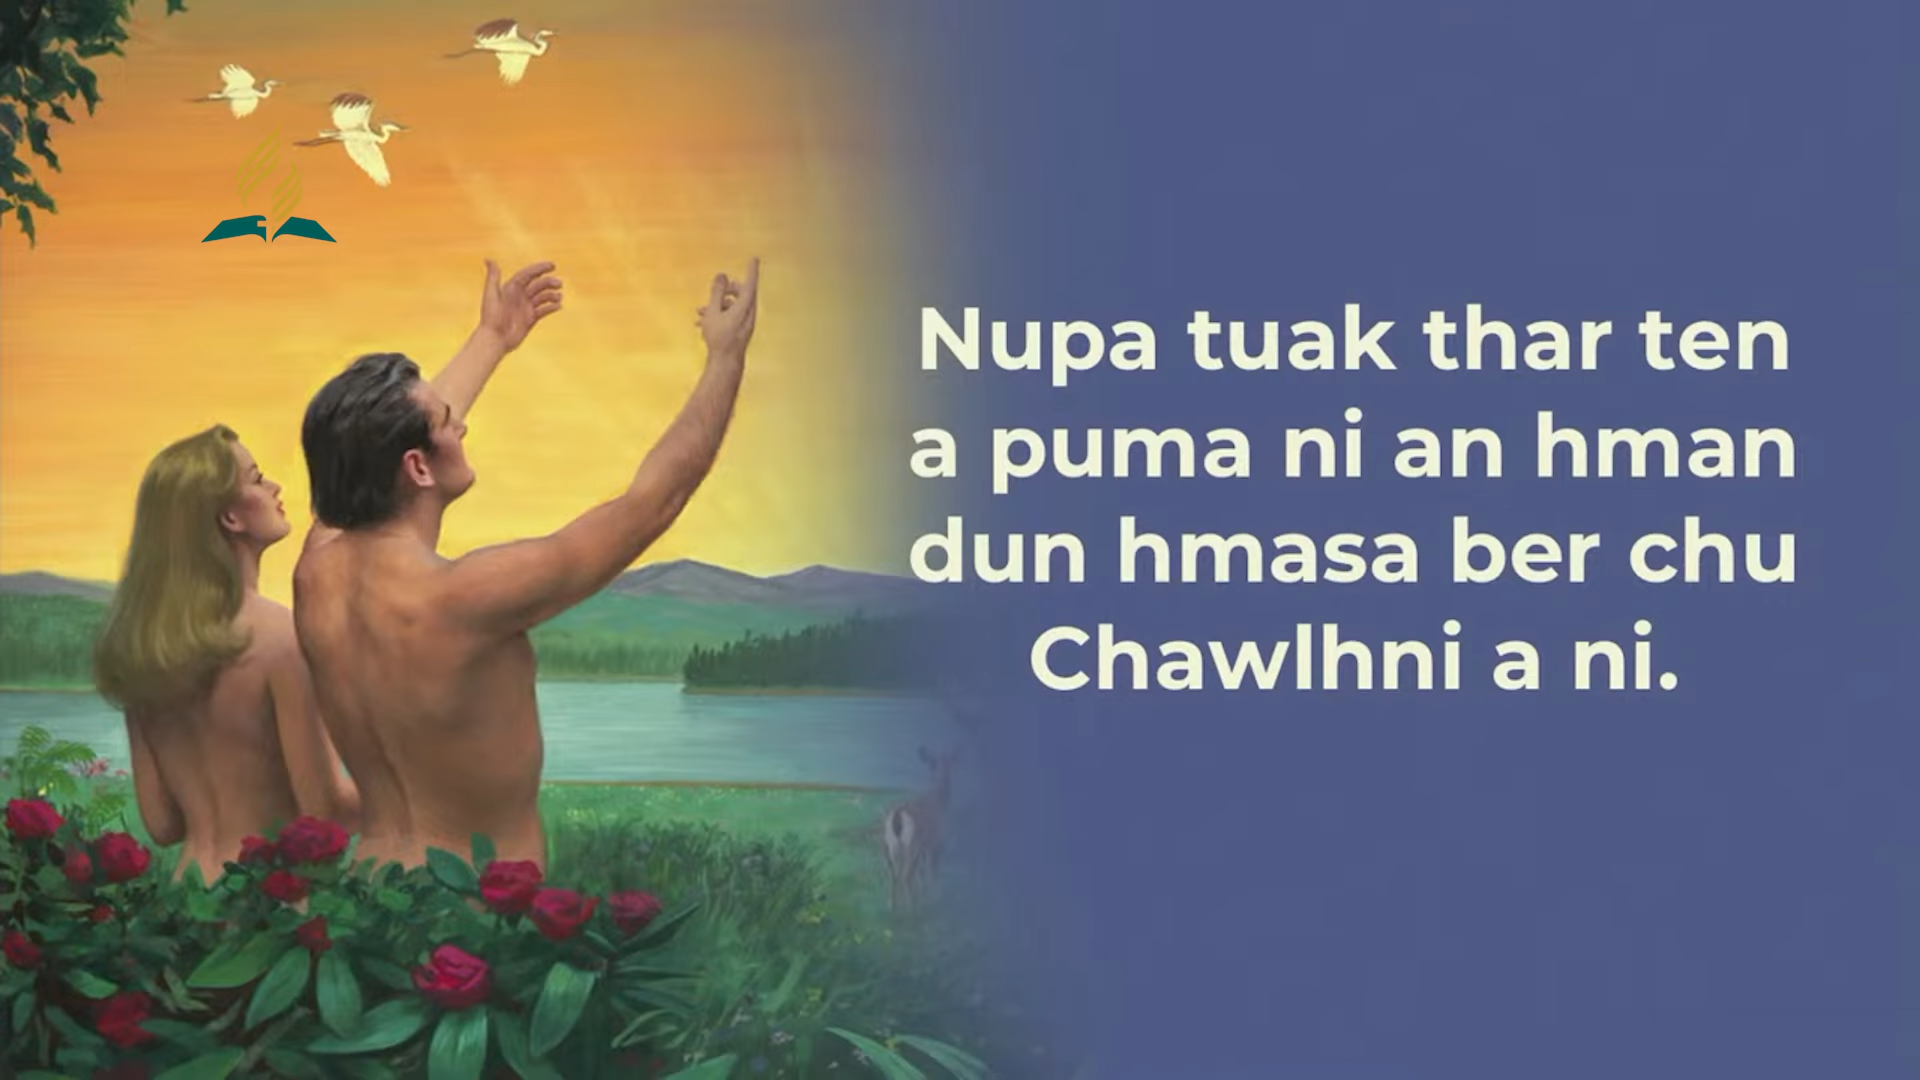 Nupa tuak thar ten
a puma ni an hman
dun hmasa ber chu
Chawlhni a ni.